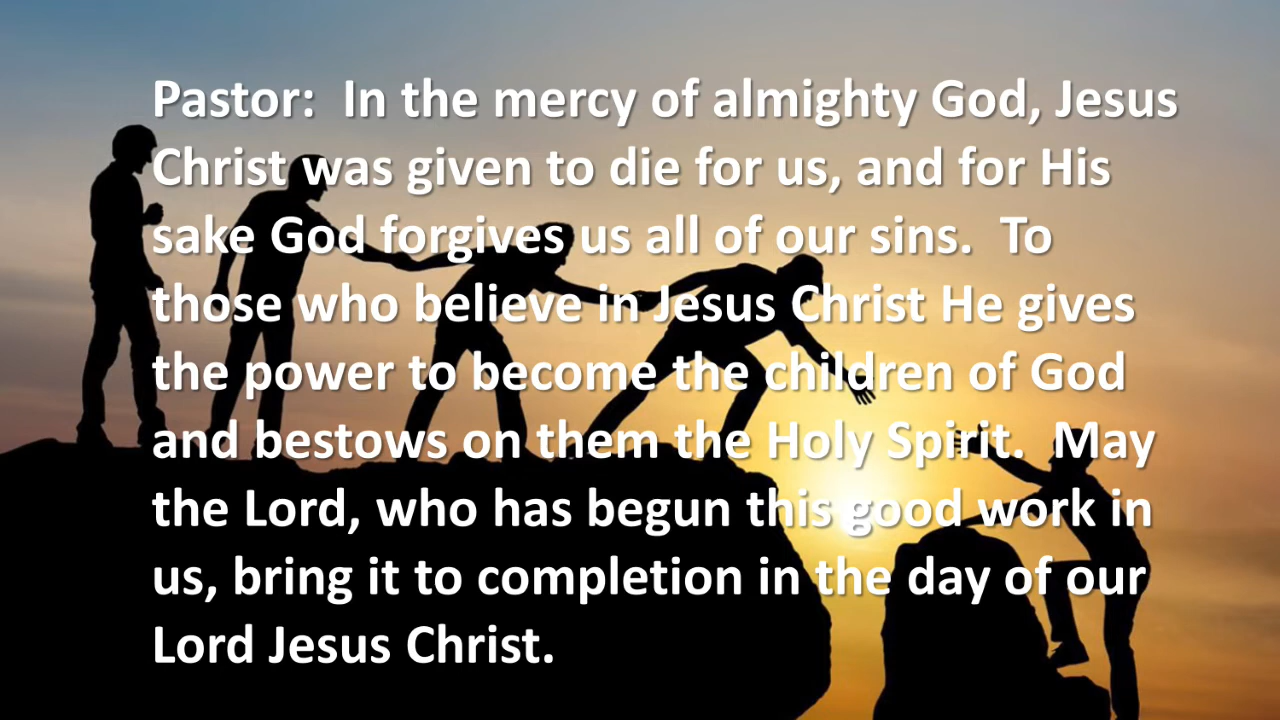 Pastor:  In the mercy of almighty God, Jesus
Christ was given to die for us, and for His
sake God forgives us all of our sins.  To
those who believe in Jesus Christ He gives
the power to become the children of God
and bestows on them the Holy Spirit.  May
the Lord, who has begun this good work in
us, bring it to completion in the day of our
Lord Jesus Christ.